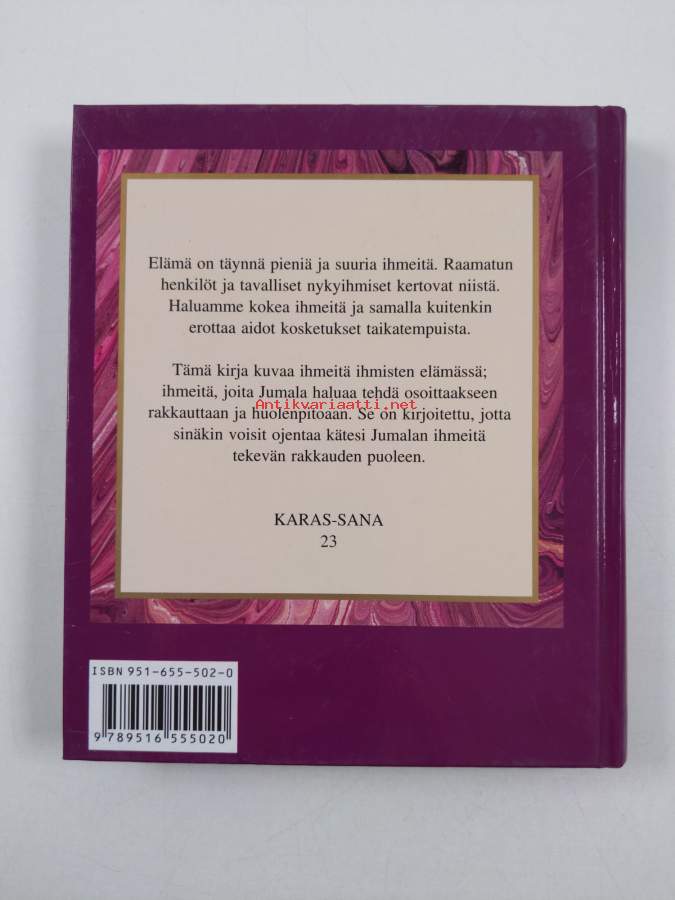 Elämä on täynnä pieniä ja suuria ihmeitä. Raamatun
henkilöt ja tavalliset nykyihmiset kertovat niistä.
Haluamme kokea ihmeitä ja samalla kuitenkin
erottaa aidot kosketukset taikatempuista.
Tämä kirja kuvaa ihmeitä ihmisten elämässä;
ihmeitä, joita Jumala haluaa tehdä osoittaakseen
Antikvariaatti.net
rakkauttaan ja huolenpitoaan. Se on kirjoitettu, jotta
sinäkin voisit ojentaa kätesi Jumalan ihmeitä
tekevän rakkauden puoleen.
KARAS-SANA
23
ISBN 951-655-502-0
9 789516 555020